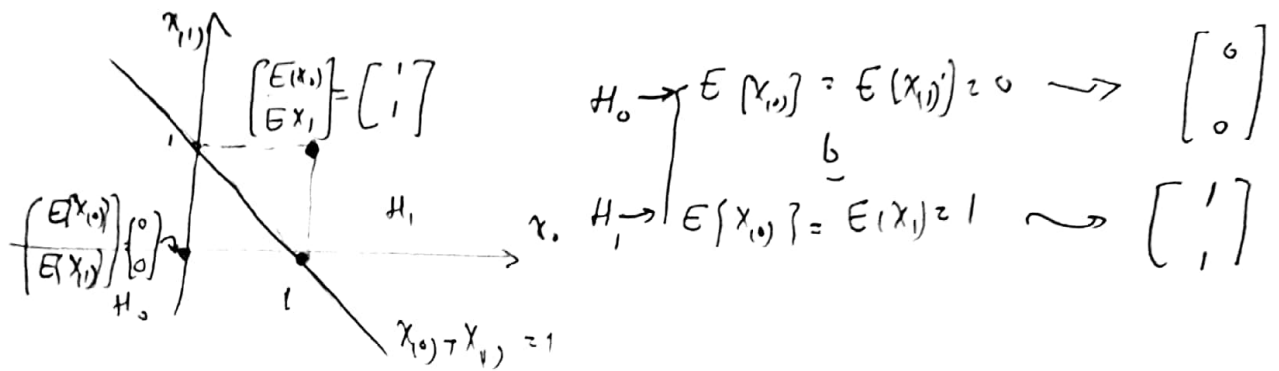 x(1)
[E(x0) E x1] = [1 1]
H0 → E[X(0)] = E(X(1)) = 0 ⇝ [0 0]
1
b
[E(X(0)) E(X(1))] [0 0]
H1
x0
H1 → E{X(0)} = E(X1) = 1 ⇝ [1 1]
H0
1
X(0) + X(1) = 1